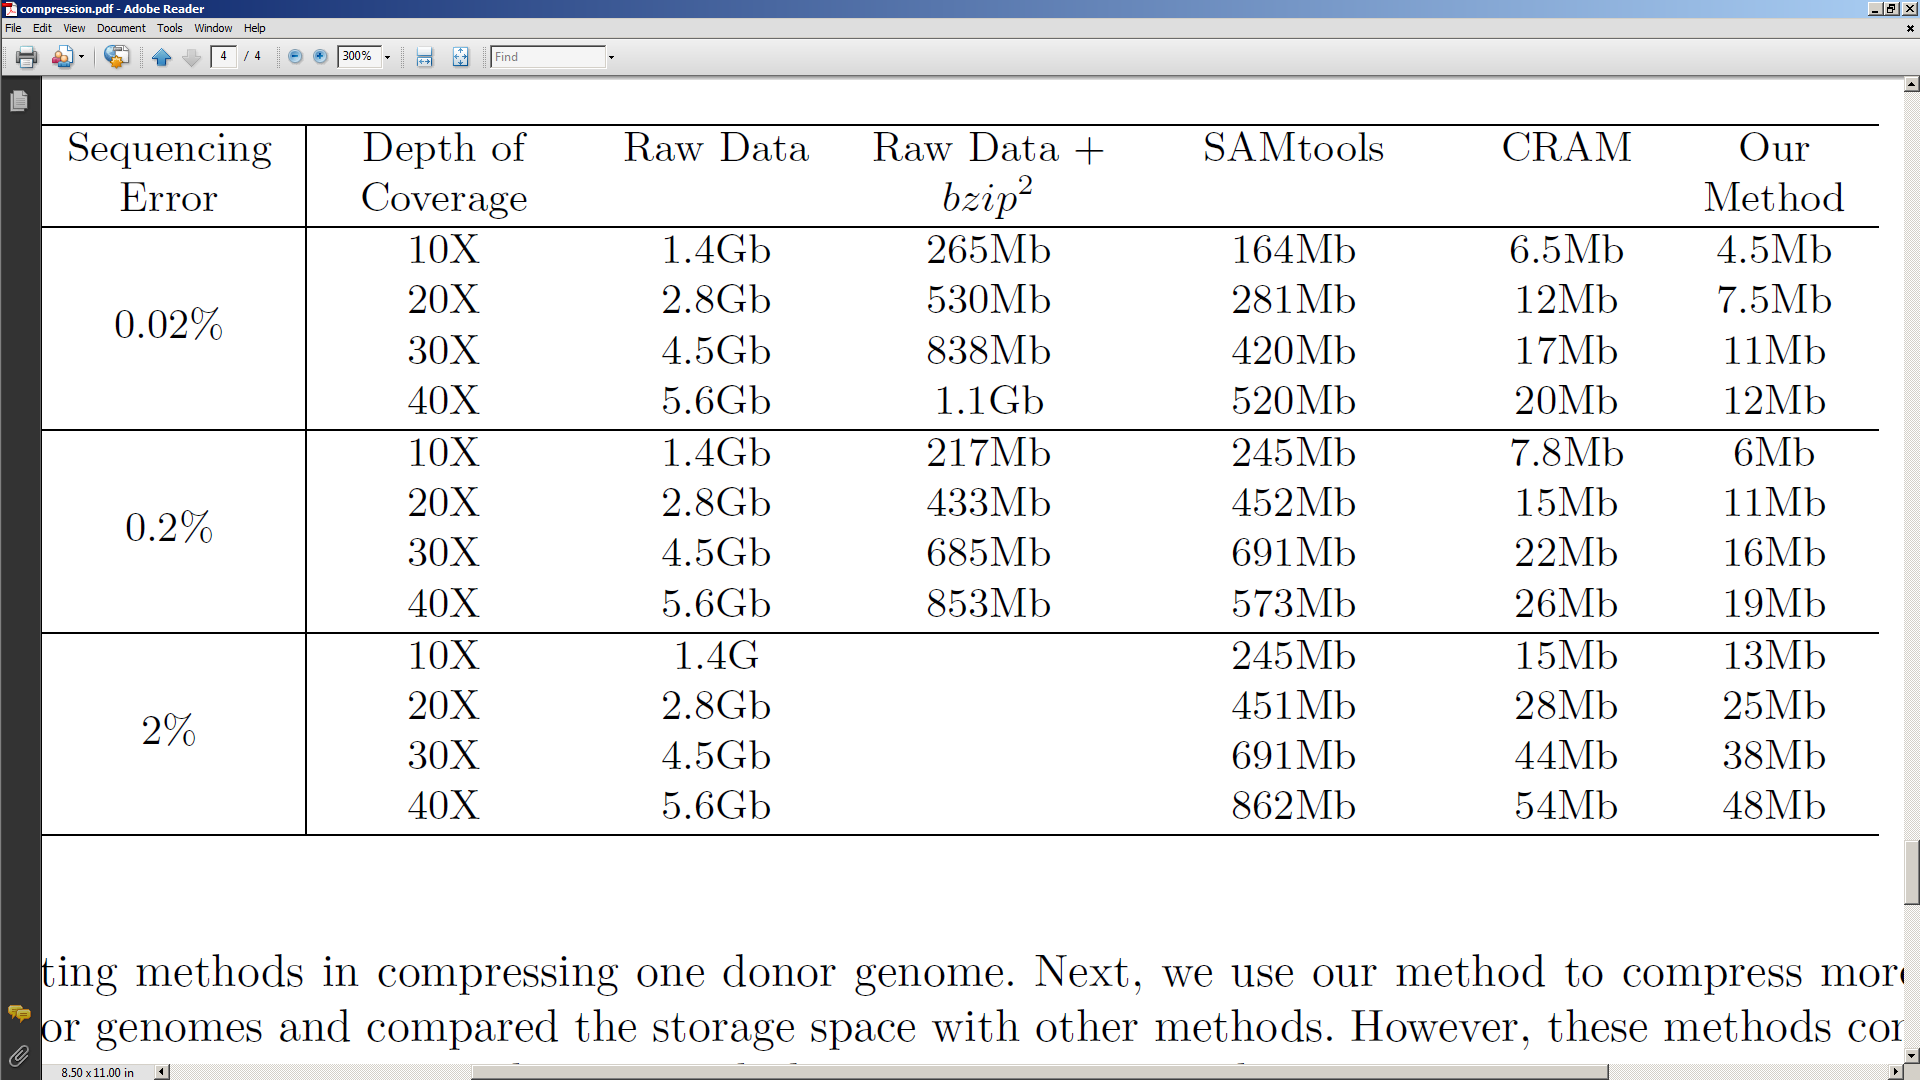 compression.pdf - Adobe Reader
File Edit View Document Tools Window Help
4 / 4 300% Find
Sequencing Depth of Raw Data Raw Data + SAMtools CRAM Our
Error Coverage bzip² Method
10X 1.4Gb 265Mb 164Mb 6.5Mb 4.5Mb
20X 2.8Gb 530Mb 281Mb 12Mb 7.5Mb
0.02%
30X 4.5Gb 838Mb 420Mb 17Mb 11Mb
40X 5.6Gb 1.1Gb 520Mb 20Mb 12Mb
10X 1.4Gb 217Mb 245Mb 7.8Mb 6Mb
20X 2.8Gb 433Mb 452Mb 15Mb 11Mb
0.2%
30X 4.5Gb 685Mb 691Mb 22Mb 16Mb
40X 5.6Gb 853Mb 573Mb 26Mb 19Mb
10X 1.4G 245Mb 15Mb 13Mb
20X 2.8Gb 451Mb 28Mb 25Mb
2%
30X 4.5Gb 691Mb 44Mb 38Mb
40X 5.6Gb 862Mb 54Mb 48Mb
ting methods in compressing one donor genome. Next, we use our method to compress more
or genomes and compared the storage space with other methods. However, these methods con
8.50 x 11.00 in